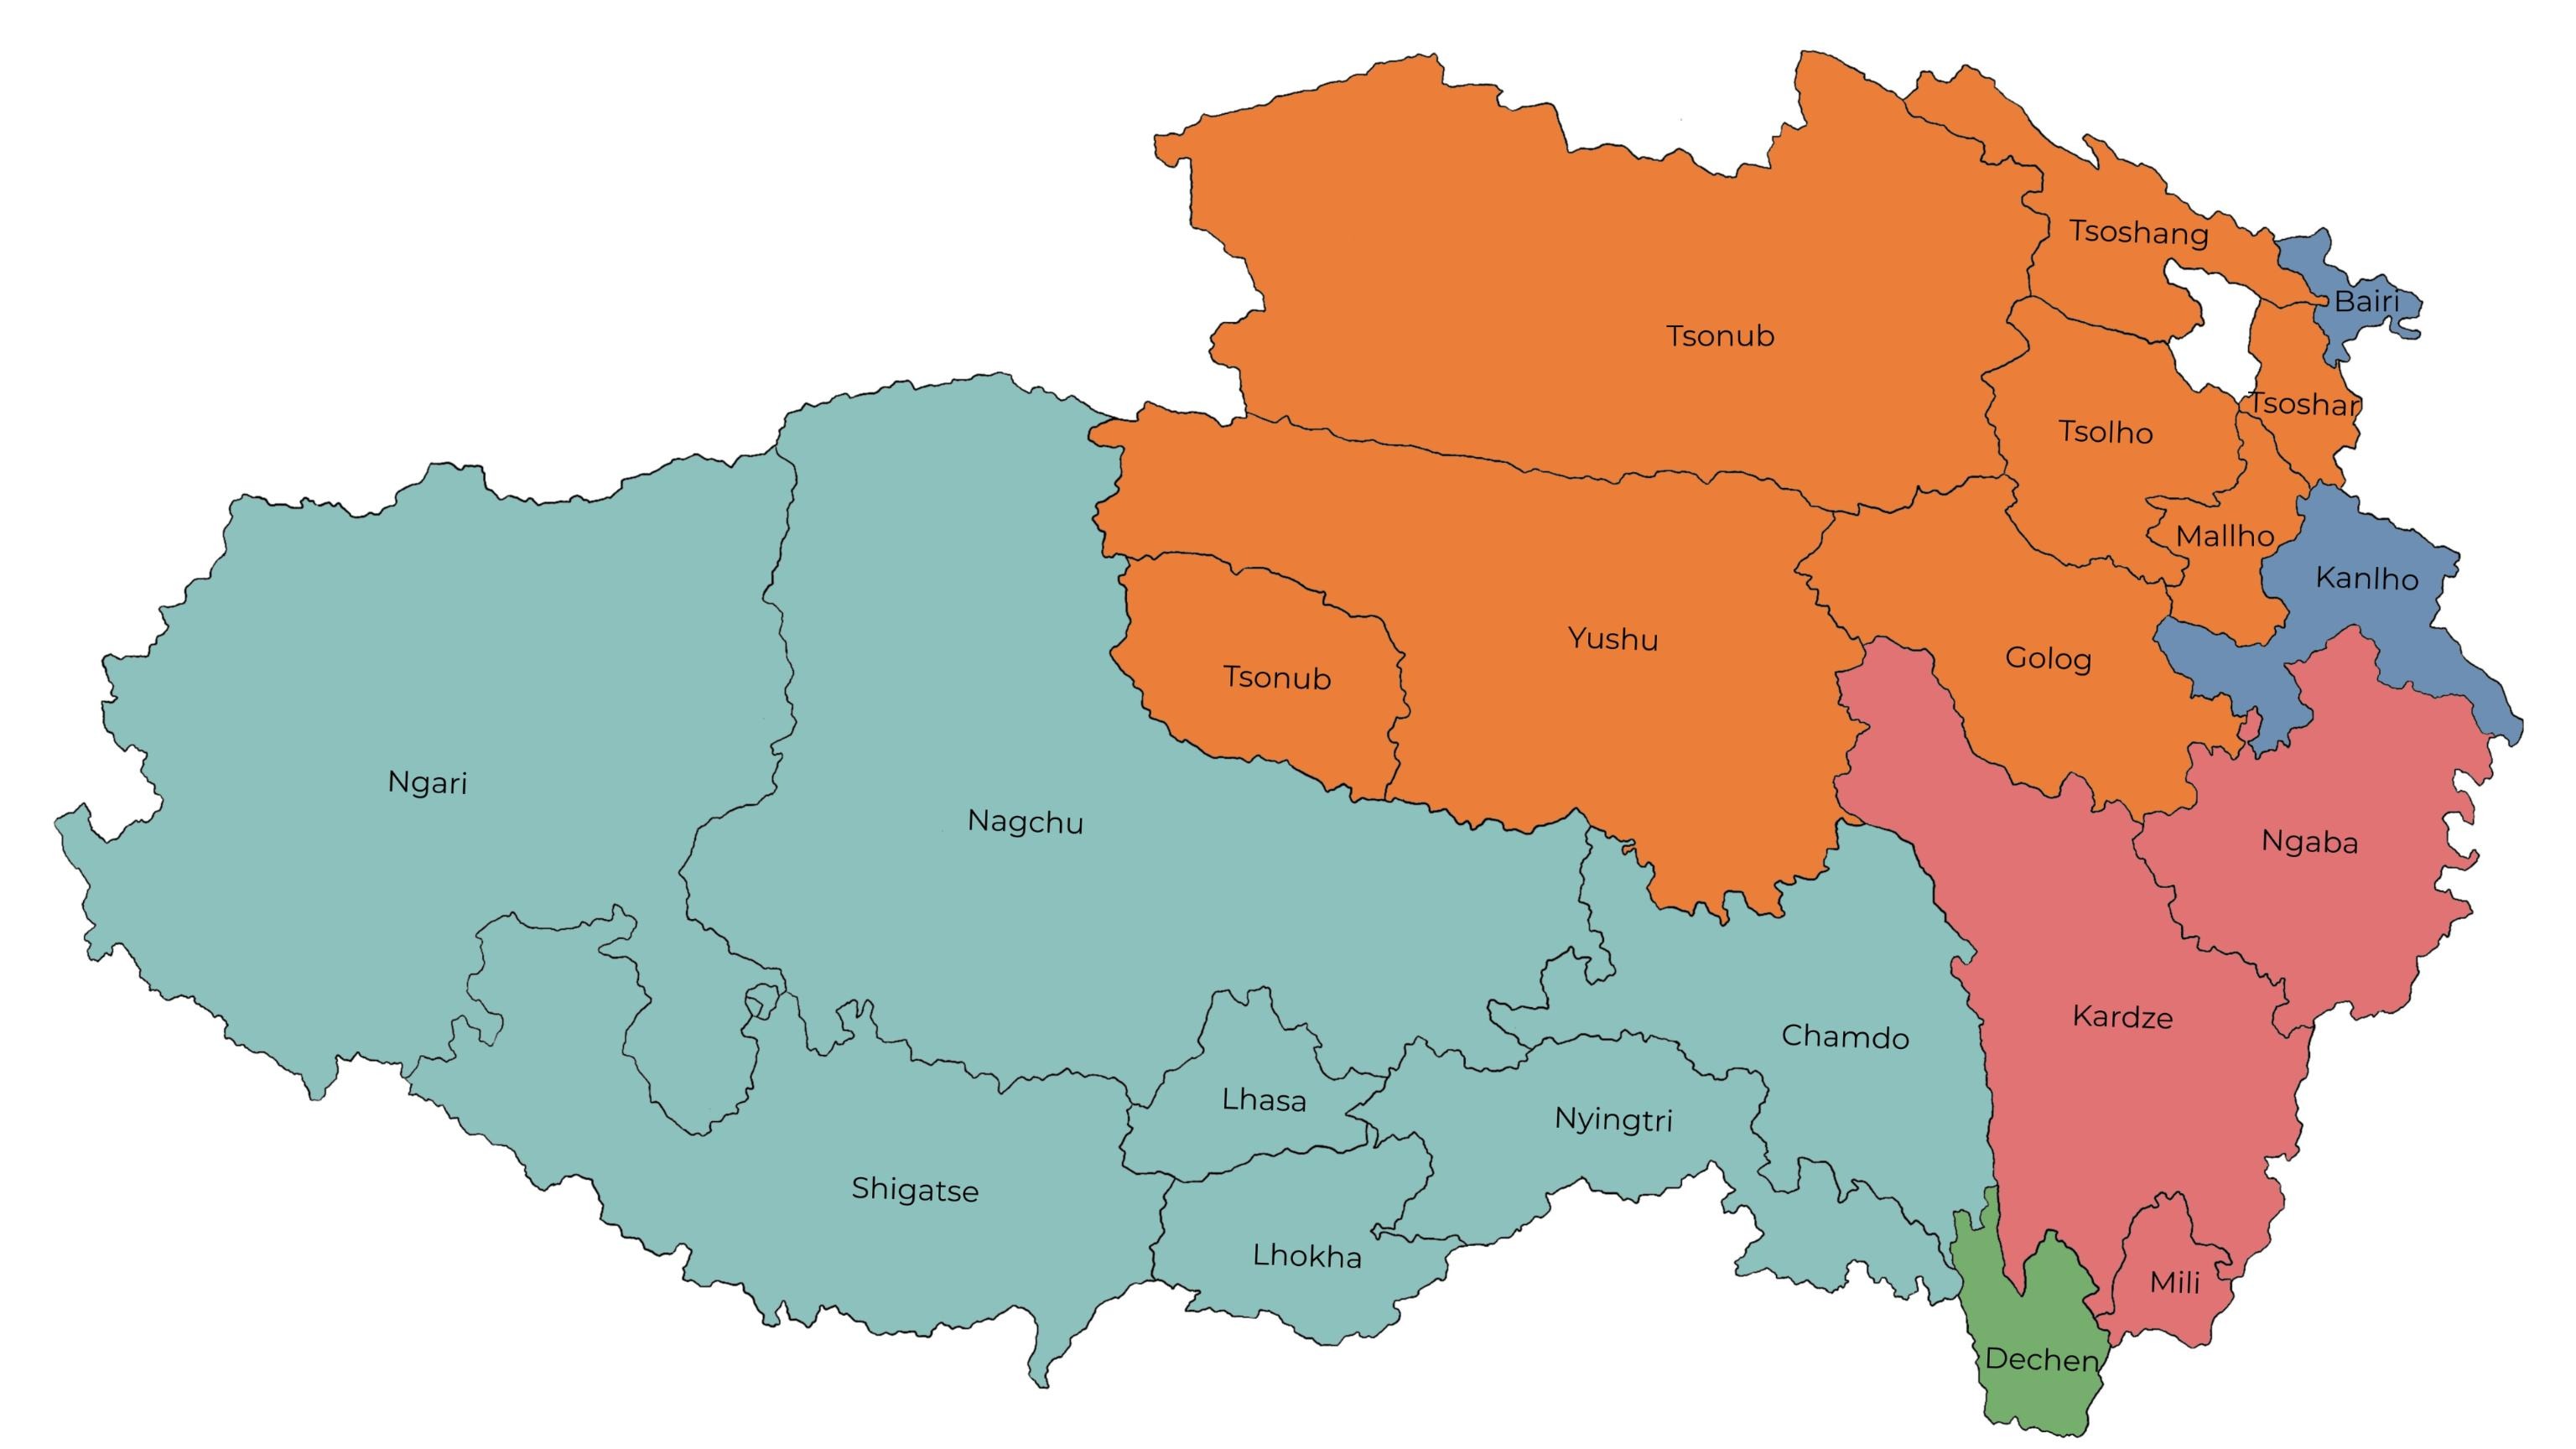 Tsoshang
Bairi
Tsonub
Tsoshar
Tsolho
Mallho
Kanlho
Yushu
Golog
Tsonub
Ngari
Nagchu
Ngaba
Kardze
Chamdo
Lhasa
Nyingtri
Shigatse
Lhokha
Mili
Dechen